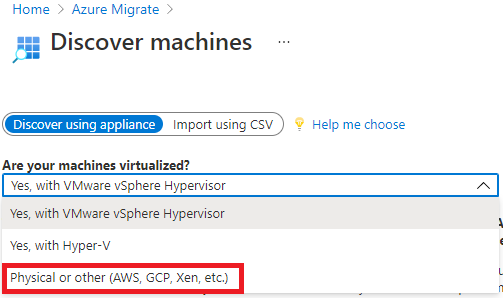 Home > Azure Migrate >
Discover machines ...
Discover using appliance Import using CSV Help me choose
Are your machines virtualized?
Yes, with VMware vSphere Hypervisor
Yes, with VMware vSphere Hypervisor
Yes, with Hyper-V
Physical or other (AWS, GCP, Xen, etc.)